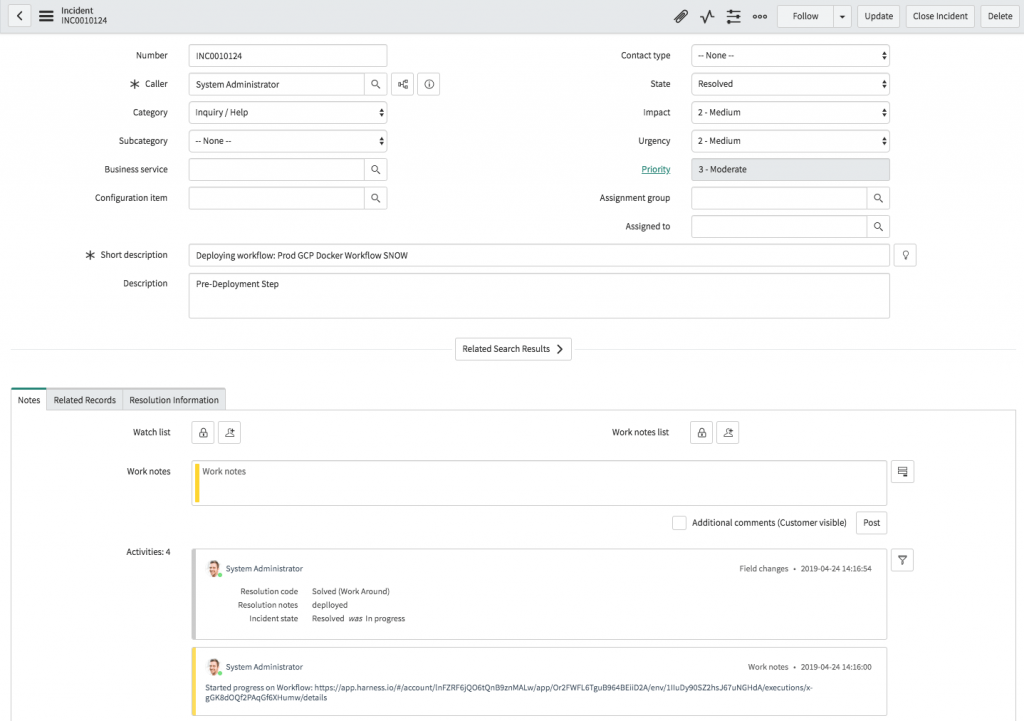 Incident
INC0010124
Follow
Update
Close Incident
Delete
Number INC0010124
Contact type -- None --
Caller System Administrator
State Resolved
Category Inquiry / Help
Impact 2 - Medium
Subcategory -- None --
Urgency 2 - Medium
Business service
Priority 3 - Moderate
Configuration item
Assignment group
Assigned to
Short description Deploying workflow: Prod GCP Docker Workflow SNOW
Description Pre-Deployment Step
Related Search Results
Notes Related Records Resolution Information
Watch list
Work notes list
Work notes Work notes
Additional comments (Customer visible) Post
Activities: 4
System Administrator Field changes • 2019-04-24 14:16:54
Resolution code Solved (Work Around)
Resolution notes deplloyed
Incident state Resolved was In progress
System Administrator Work notes • 2019-04-24 14:16:00
Started progress on Workflow: https://app.harness.io/#/account/lnFZRF6jQO6tQnB9znMALw/app/Or2FWFL6TguB964BEiiD2A/env/1IIuDy90SZ2hsJ67uNGHdA/executions/x-
gGK8dOQf2PAqGf6XHumw/details